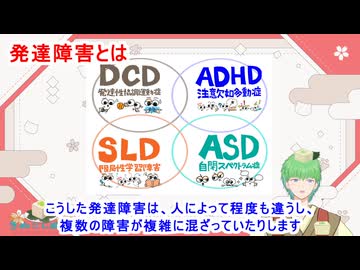 発達障害とは
DCD
発達性協調運動症
ADHD
注意欠如多動症
SLD
限局性学習障害
ASD
自閉スペクトラム症
こうした発達障害は、人によって程度も違うし、
複数の障害が複雑に混ざっていたりします